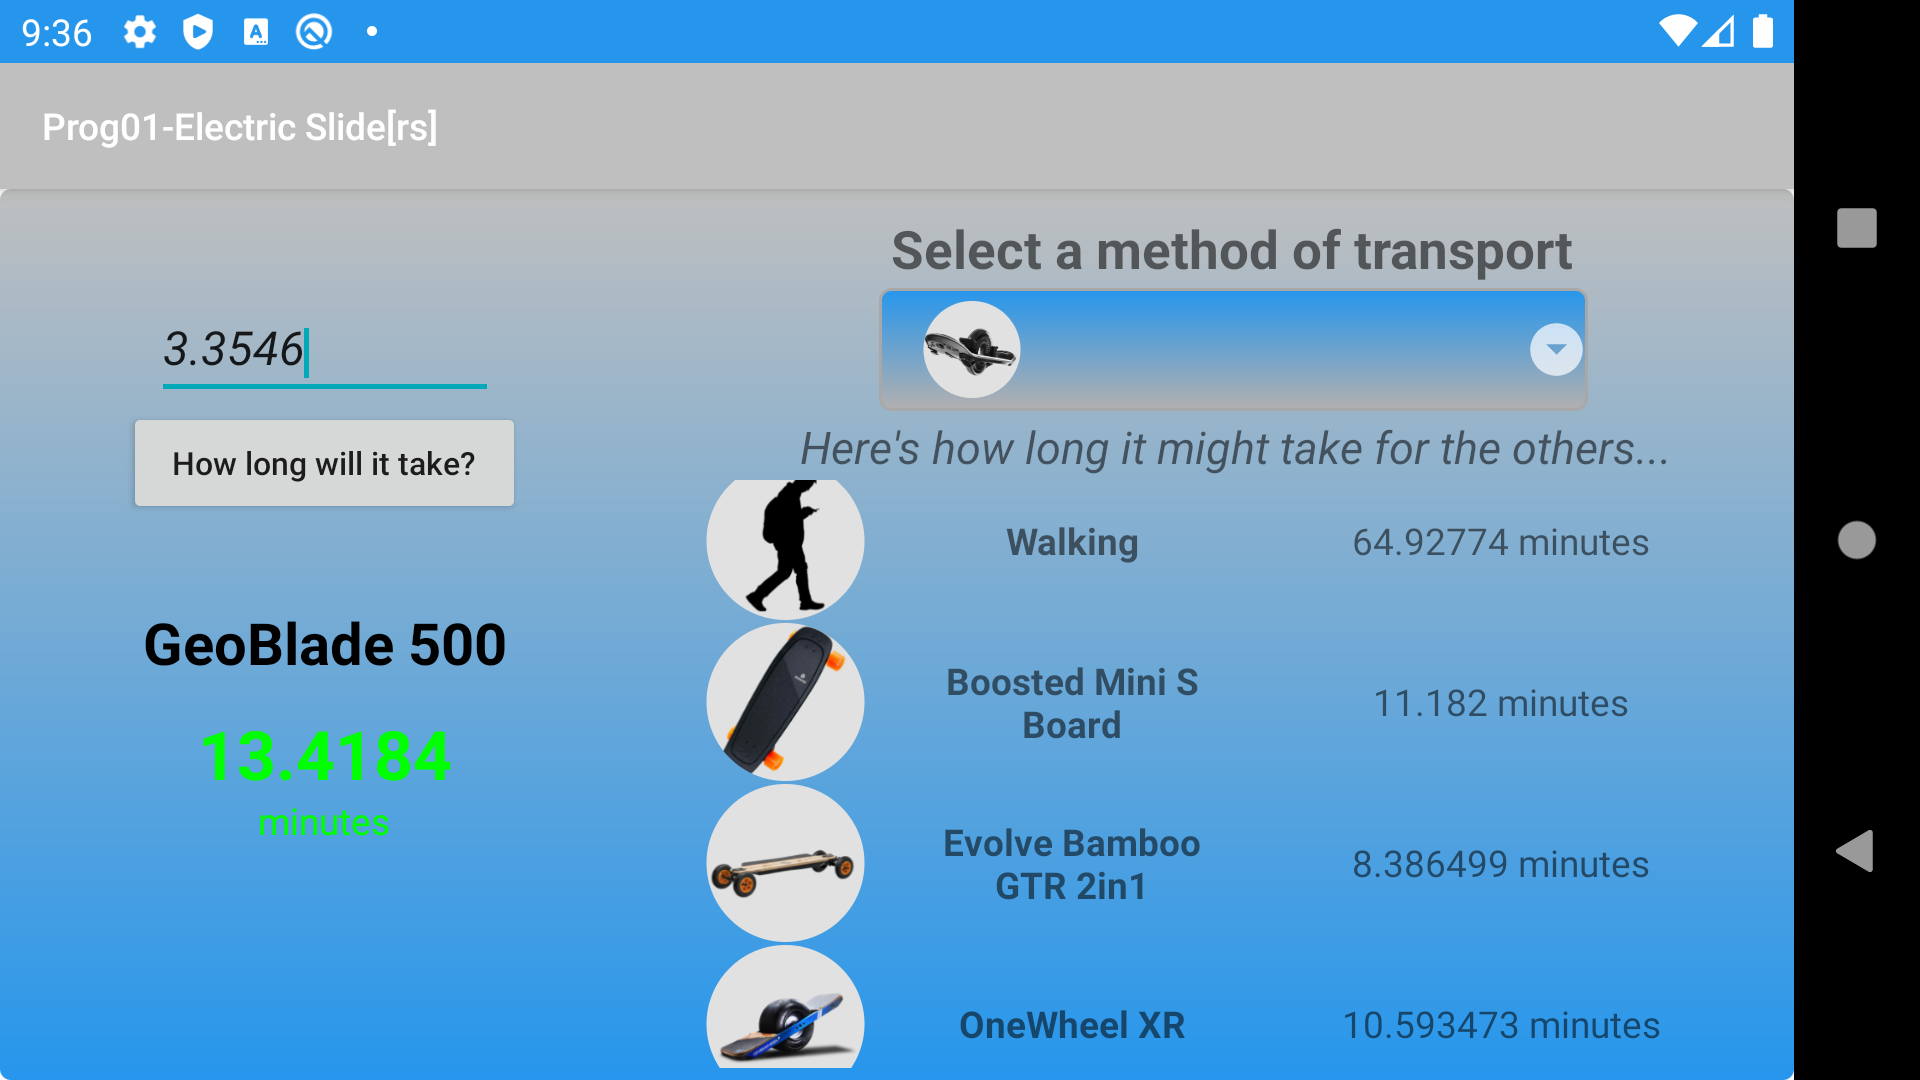 9:36
Prog01-Electric Slide[rs]
3.3546
How long will it take?
GeoBlade 500
13.4184
minutes
Select a method of transport
Here's how long it might take for the others...
Walking 64.92774 minutes
Boosted Mini S
Board
11.182 minutes
Evolve Bamboo
GTR 2in1
8.386499 minutes
OneWheel XR 10.593473 minutes